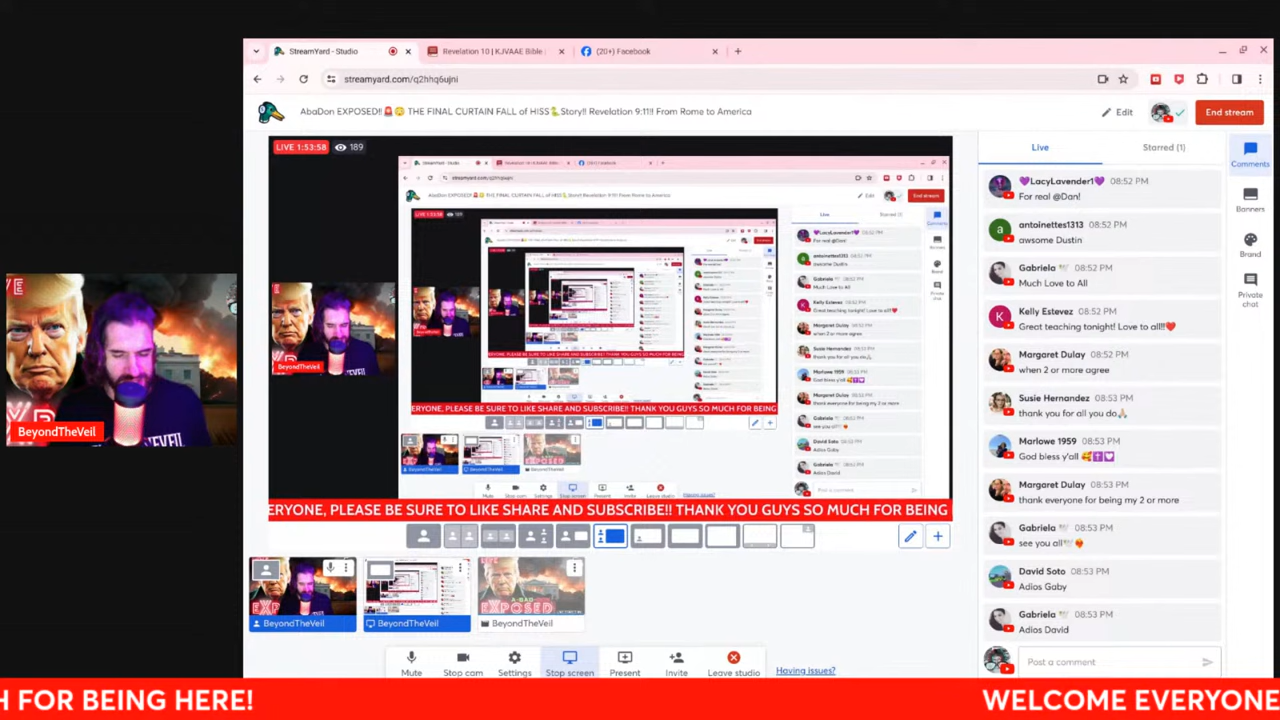 StreamYard - Studio
Revelation 10 | KJVAAE Bible
(20+) Facebook
streamyard.com/q2hhq6ujni
AbaDon EXPOSED!!🚨😳 THE FINAL CURTAIN FALL of HISS🐍Story!! Revelation 9:11!! From Rome to America
Edit
End stream
LIVE 1:53:58
189
Live
Starred (1)
Comments
Banners
Brand
Private chat
💜LacyLavender1💜 08:52 PM
For real @Dan!
antoinettes1313 08:52 PM
awsome Dustin
Gabriela🕊 08:52 PM
Much Love to All
Kelly Estevez 08:52 PM
Great teaching tonight! Love to all!!❤️
Margaret Dulay 08:52 PM
when 2 or more agree
Susie Hernandez 08:53 PM
thank you for all you do🙏🏼
Marlowe 1959 08:53 PM
God bless y'all 🥰✝️💟
Margaret Dulay 08:53 PM
thank everyone for being my 2 or more
Gabriela🕊 08:53 PM
see you all🕊❤️‍🔥
David Soto 08:53 PM
Adios Gaby
Gabriela🕊 08:53 PM
Adios David
Post a comment
BeyondTheVeil
ERYONE, PLEASE BE SURE TO LIKE SHARE AND SUBSCRIBE!! THANK YOU GUYS SO MUCH FOR BEING
BeyondTheVeil
BeyondTheVeil
BeyondTheVeil
Mute
Stop cam
Settings
Stop screen
Present
Invite
Leave studio
Having issues?
H FOR BEING HERE!
WELCOME EVERYONE